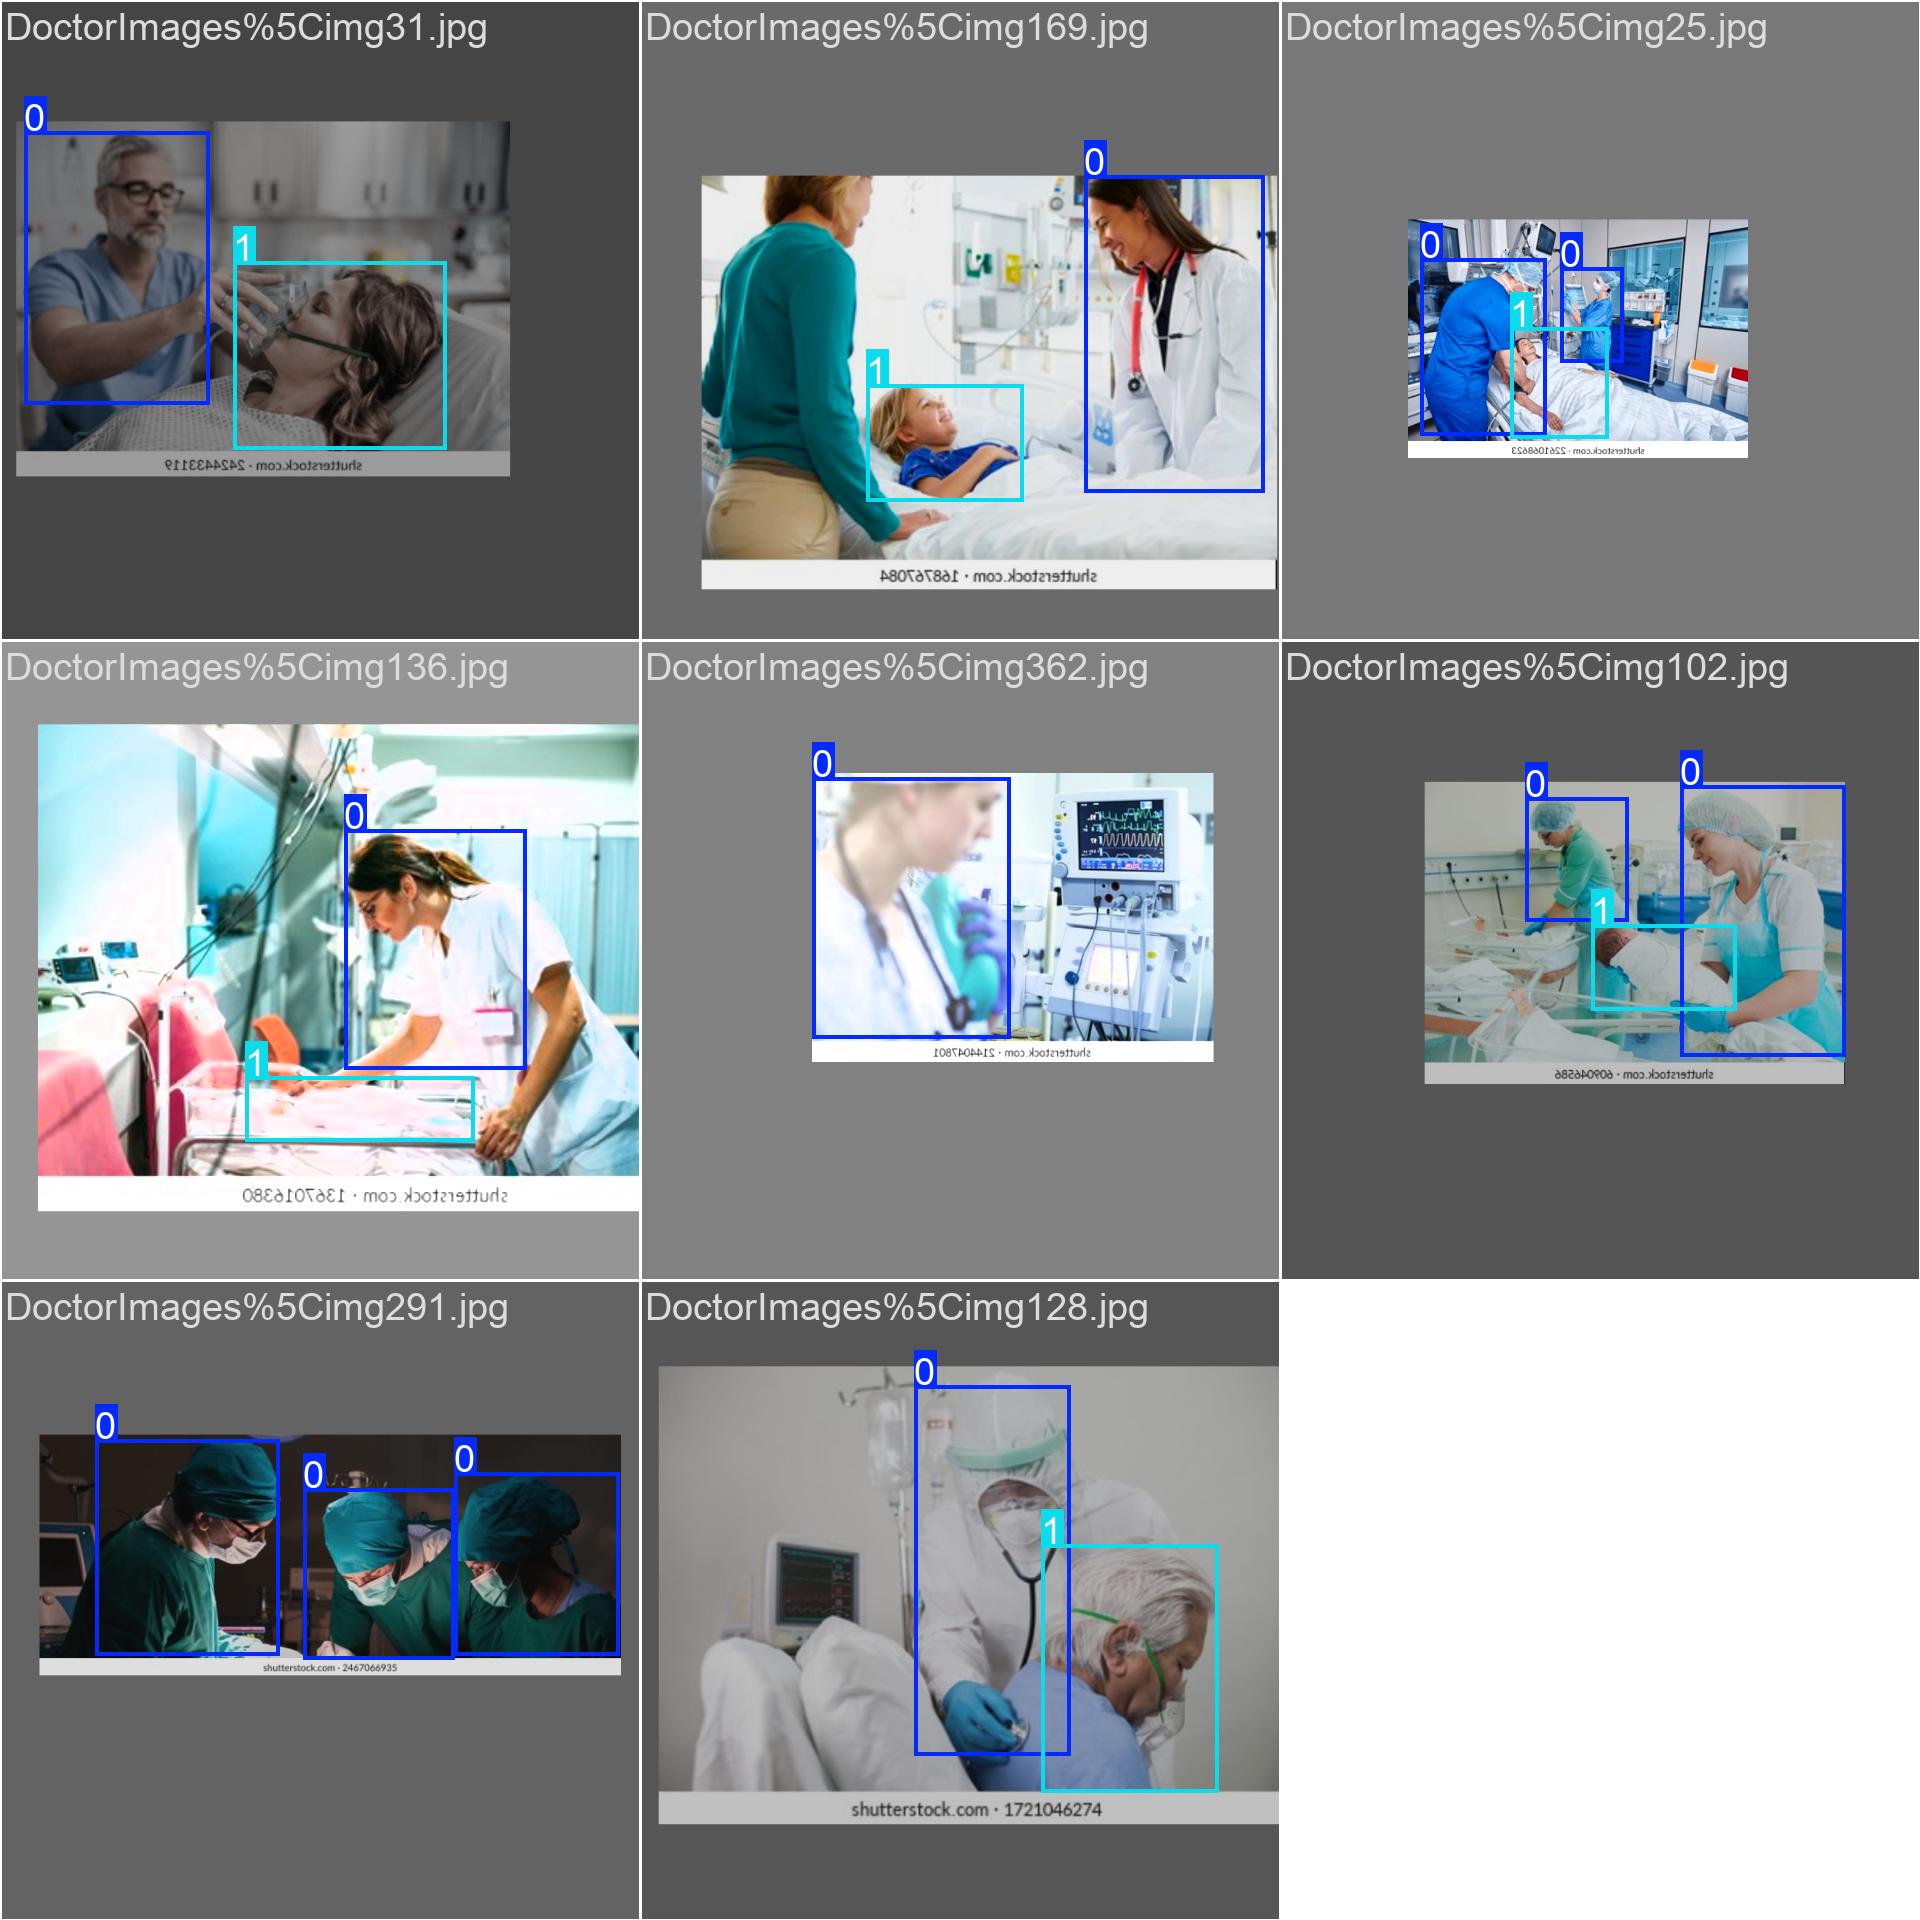 DoctorImages%5Cimg31.jpg
0
1
shutterstock.com · 2424433119
DoctorImages%5Cimg169.jpg
0
1
shutterstock.com · 168767084
DoctorImages%5Cimg25.jpg
0
0
1
shutterstock.com · 2261068623
DoctorImages%5Cimg136.jpg
0
1
shutterstock.com · 1367016380
DoctorImages%5Cimg362.jpg
0
shutterstock.com · 2144047801
DoctorImages%5Cimg102.jpg
0
0
1
shutterstock.com · 609046586
DoctorImages%5Cimg291.jpg
0
0
0
shutterstock.com · 2467066935
DoctorImages%5Cimg128.jpg
0
1
shutterstock.com · 1721046274